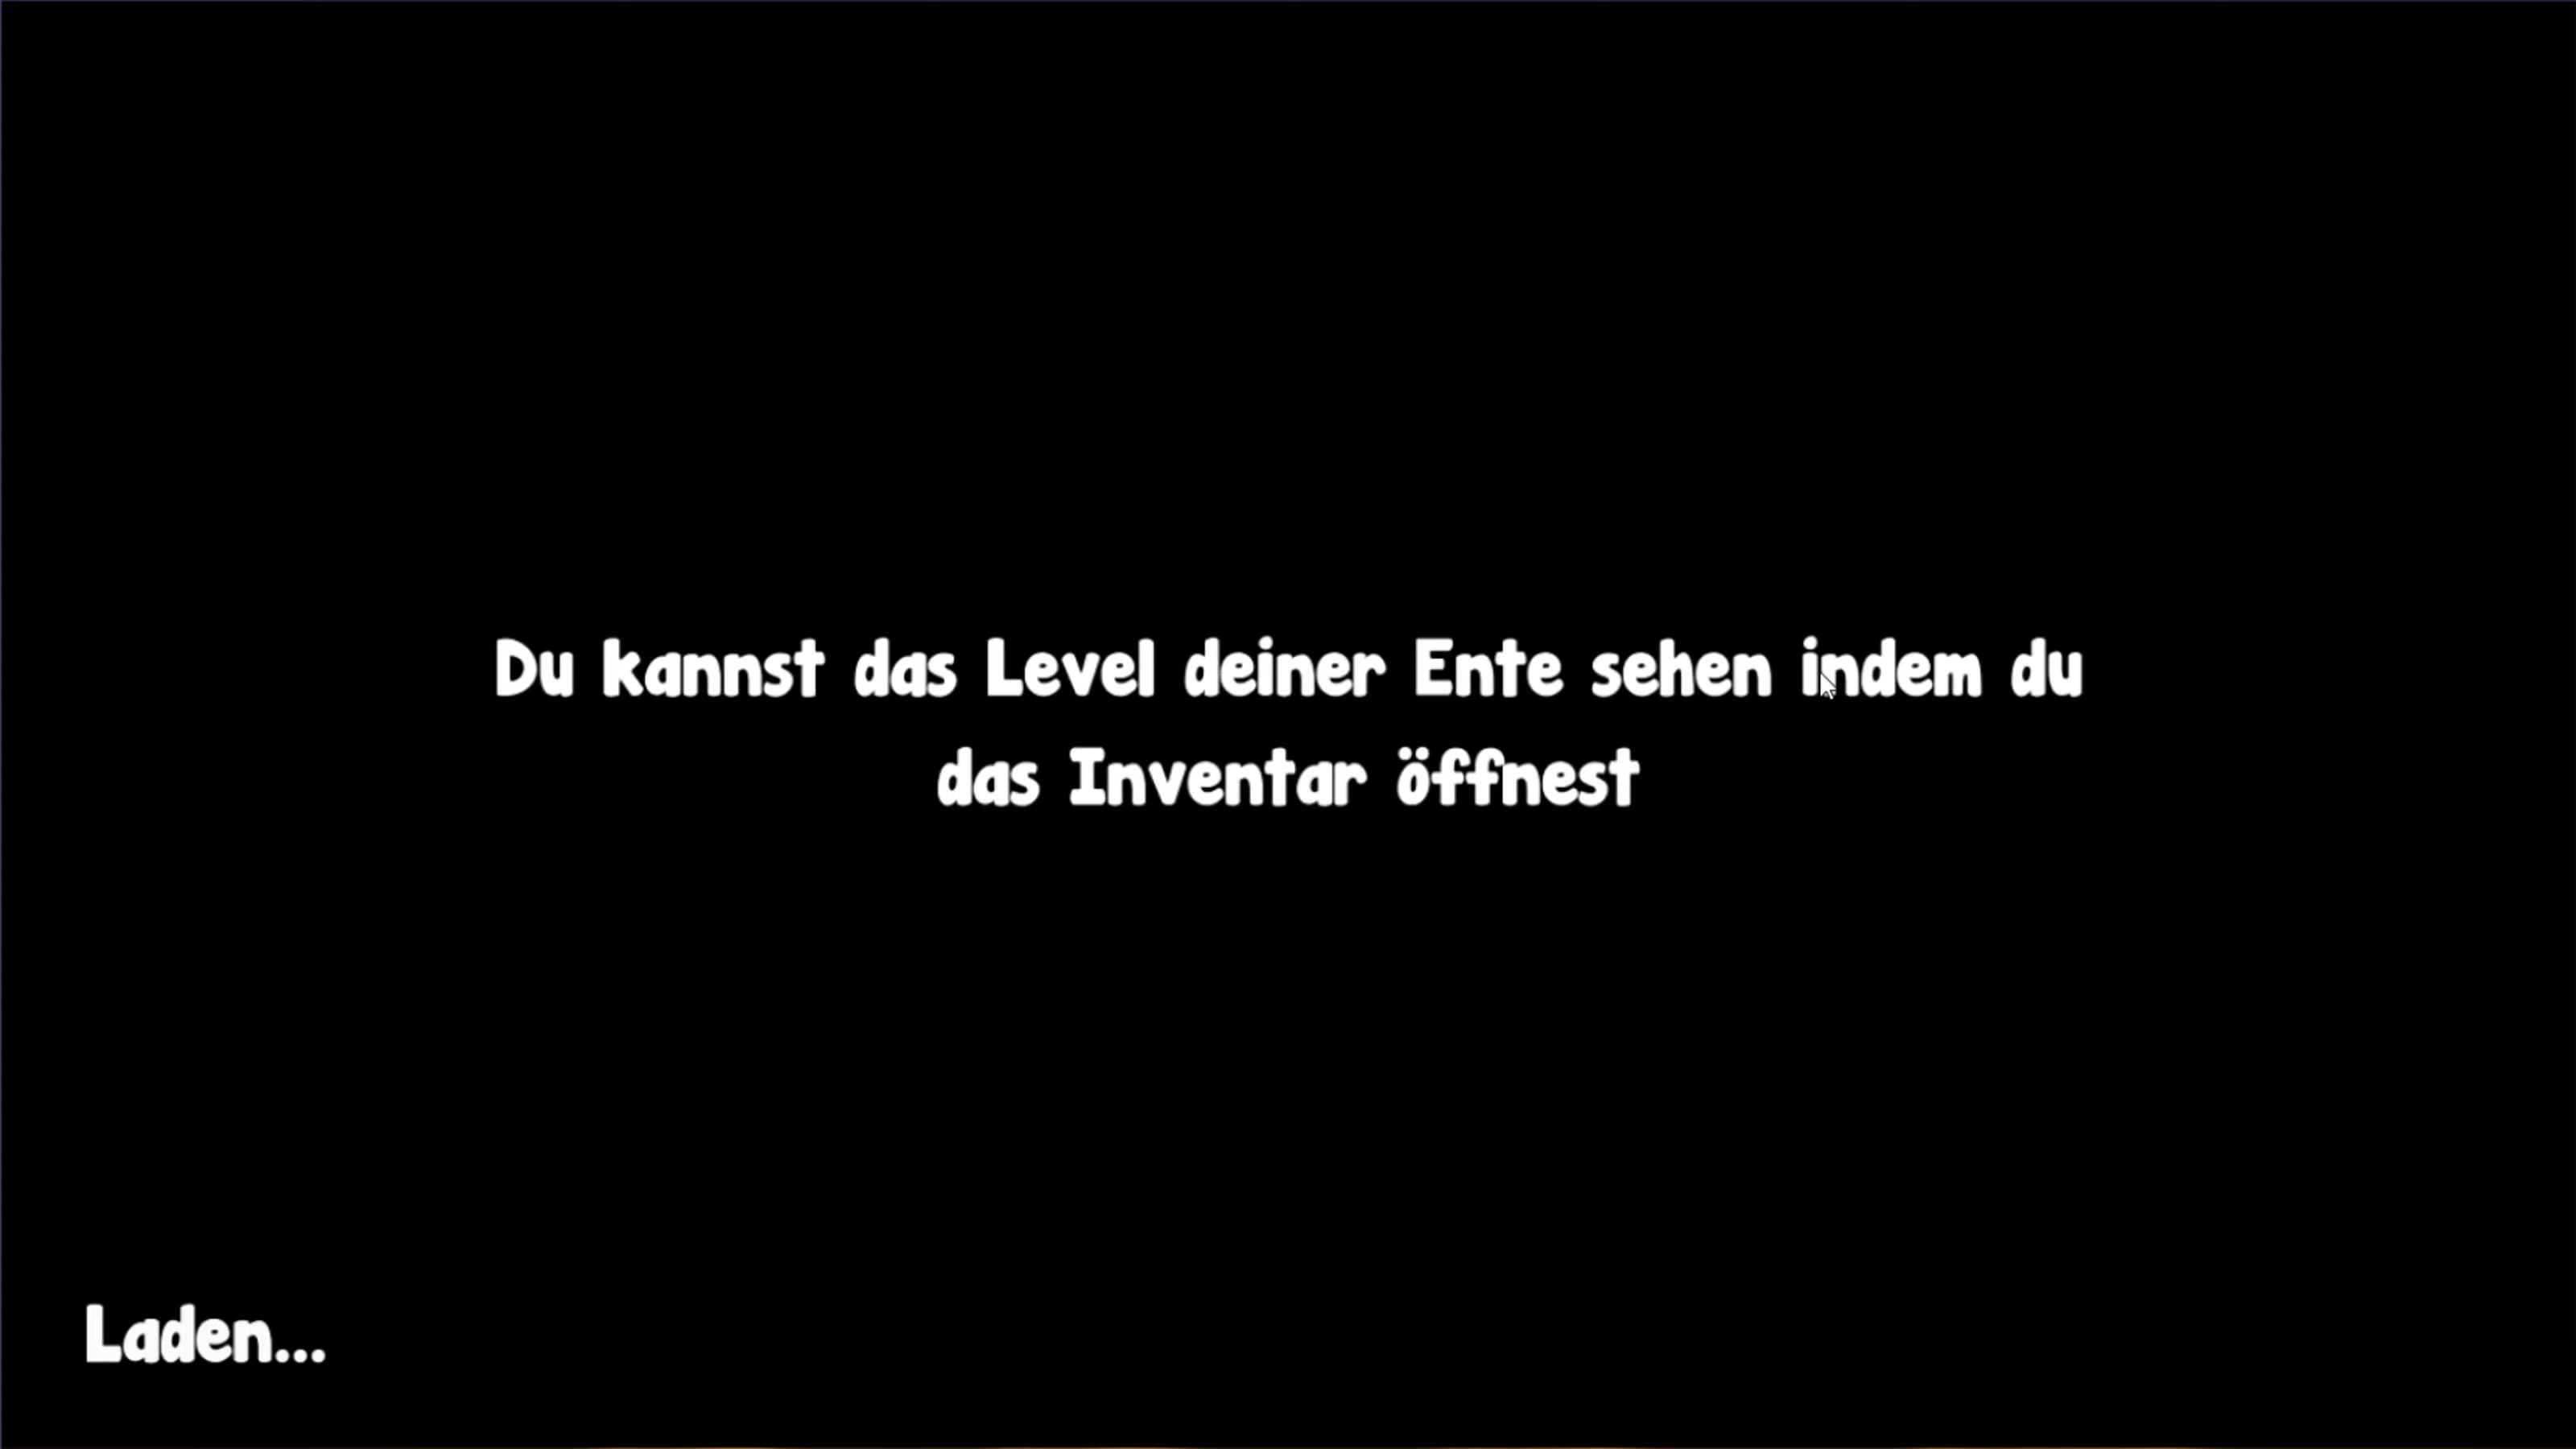 Du kannst das Level deiner Ente sehen indem du
das Inventar öffnest
Laden...